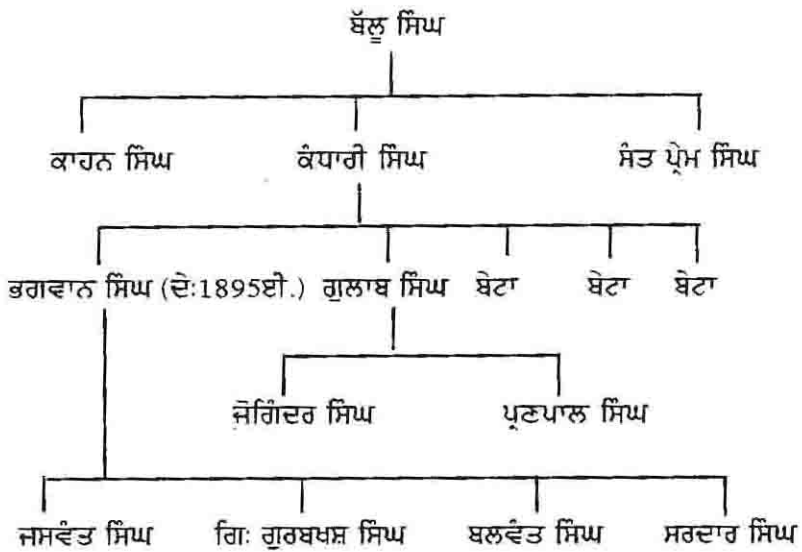 ਬੱਲੂ ਸਿੰਘ
ਕਾਹਨ ਸਿੰਘ ਕੰਧਾਰੀ ਸਿੰਘ ਸੰਤ ਪ੍ਰੇਮ ਸਿੰਘ
ਭਗਵਾਨ ਸਿੰਘ (ਦੇਃ1895ਈ.) ਗੁਲਾਬ ਸਿੰਘ ਬੇਟਾ ਬੇਟਾ ਬੇਟਾ
ਜੋਗਿੰਦਰ ਸਿੰਘ ਪ੍ਰਣਪਾਲ ਸਿੰਘ
ਜਸਵੰਤ ਸਿੰਘ ਗਿਃ ਗੁਰਬਖਸ਼ ਸਿੰਘ ਬਲਵੰਤ ਸਿੰਘ ਸਰਦਾਰ ਸਿੰਘ